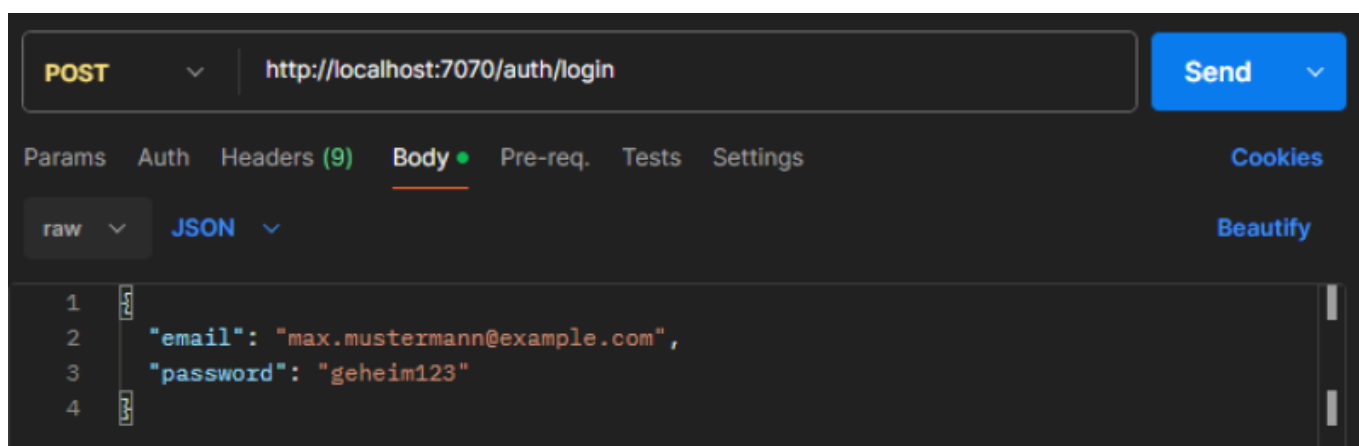 POST http://localhost:7070/auth/login Send
Params Auth Headers (9) Body Pre-req. Tests Settings Cookies
raw JSON Beautify
1 {
2 "email": "max.mustermann@example.com",
3 "password": "geheim123"
4 }